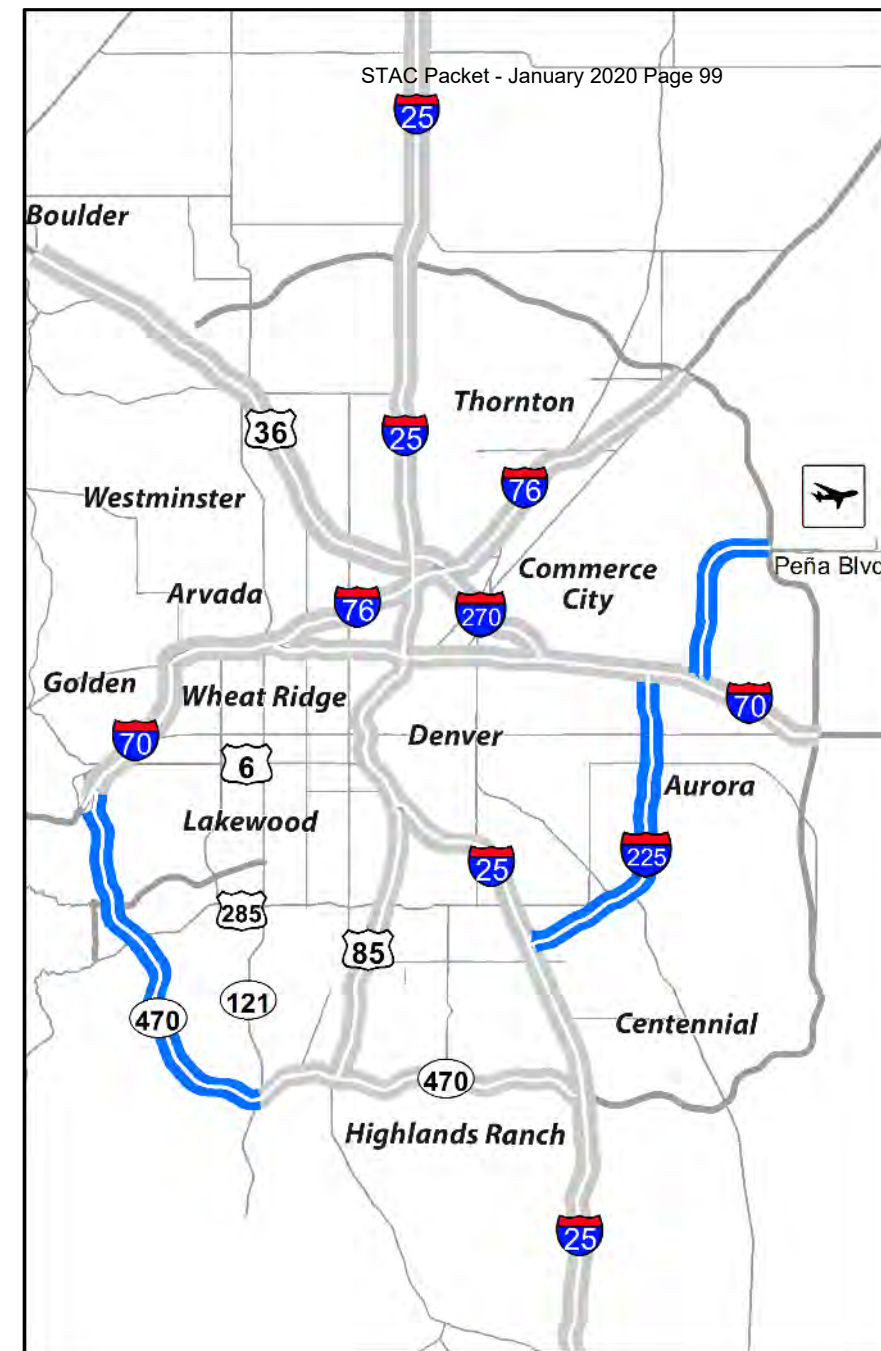 STAC Packet - January 2020 Page 99
25
Boulder
Thornton
36
25
76
Westminster
Commerce
City
Peña Blvd
Arvada
76
270
Golden
Wheat Ridge
70
70
Denver
6
Aurora
Lakewood
25
225
285
85
121
470
Centennial
470
Highlands Ranch
25